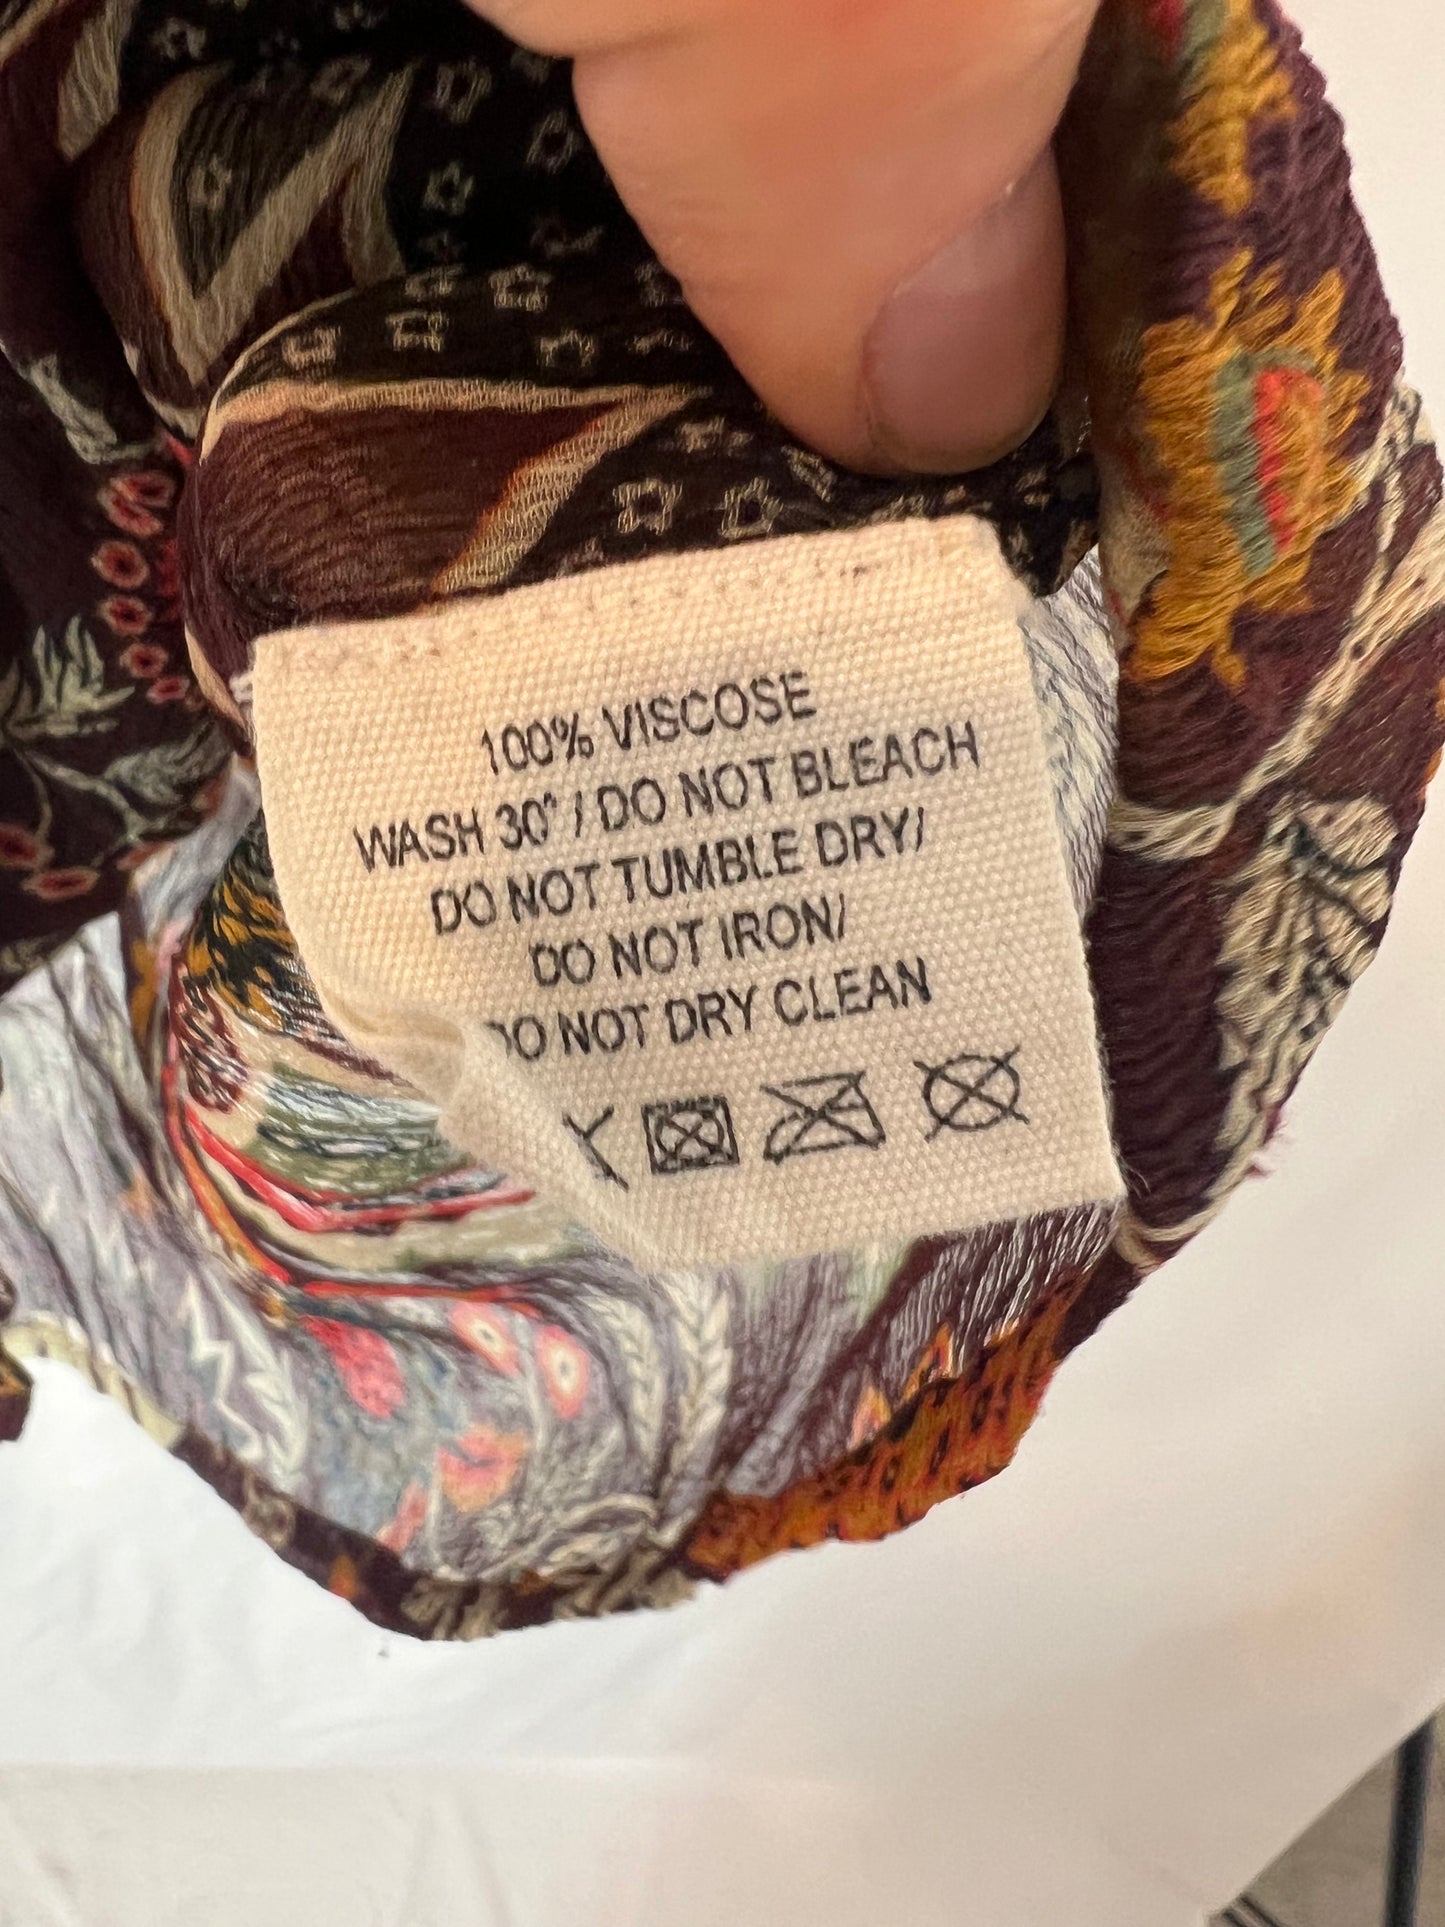 100% VISCOSE
WASH 30° / DO NOT BLEACH
DO NOT TUMBLE DRY/
DO NOT IRON/
DO NOT DRY CLEAN